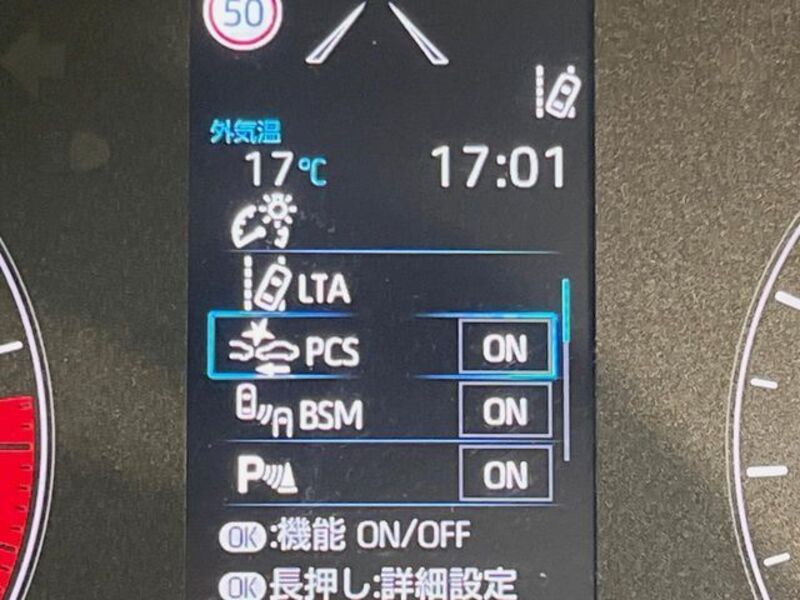 50
外気温
17℃ 17:01
LTA
PCS ON
BSM ON
P ON
OK:機能 ON/OFF
OK長押し:詳細設定